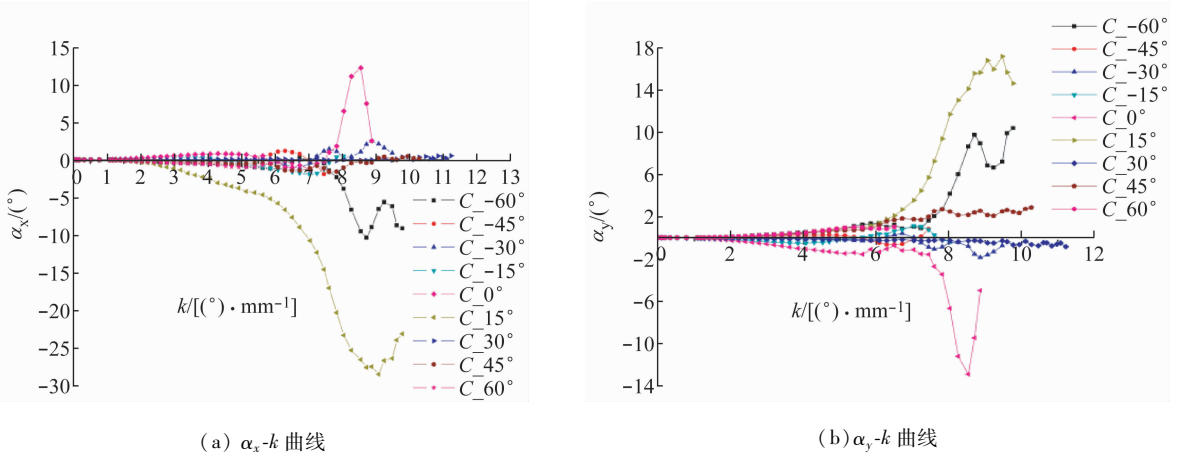 15
10
5
0
-5
-10
-15
-20
-25
-30
0 1 2 3 4 5 6 7 8 9 10 11 12 13
αx/(°)
k/[(°)·mm⁻¹]
C_-60°
C_-45°
C_-30°
C_-15°
C_0°
C_15°
C_30°
C_45°
C_60°
(a) αx-k 曲线
18
14
10
6
2
-2
-6
-10
-14
0 2 4 6 8 10 12
αy/(°)
k/[(°)·mm⁻¹]
C_-60°
C_-45°
C_-30°
C_-15°
C_0°
C_15°
C_30°
C_45°
C_60°
(b)αy-k 曲线